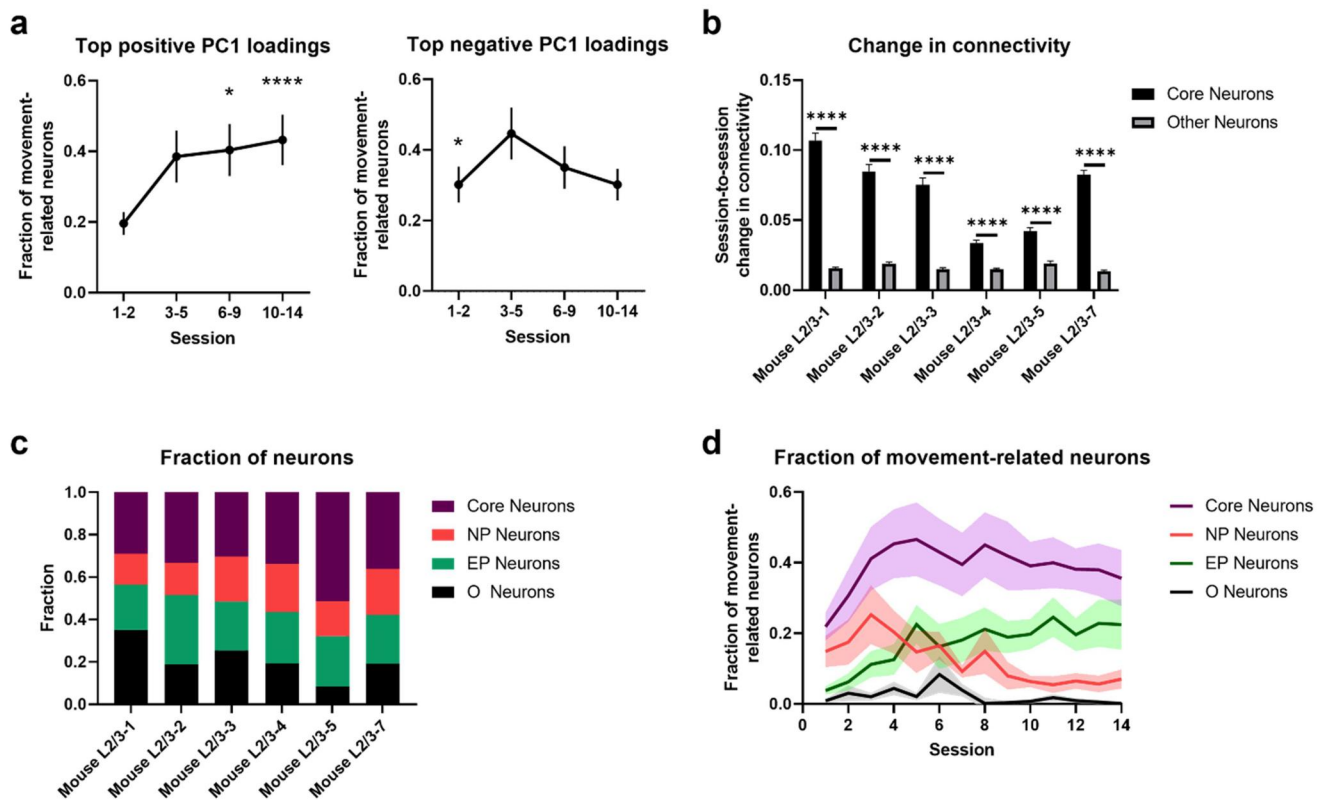 a
Top positive PC1 loadings
Fraction of movement-
related neurons
0.6
0.4
0.2
0.0
*
****
1-2
3-5
6-9
10-14
Session
Top negative PC1 loadings
Fraction of movement-
related neurons
0.6
0.4
0.2
0.0
*
1-2
3-5
6-9
10-14
Session
b
Change in connectivity
Session-to-session
change in connectivity
0.15
0.10
0.05
0.00
****
****
****
****
****
****
Mouse L2/3-1
Mouse L2/3-2
Mouse L2/3-3
Mouse L2/3-4
Mouse L2/3-5
Mouse L2/3-7
Core Neurons
Other Neurons
c
Fraction of neurons
Fraction
1.0
0.8
0.6
0.4
0.2
0.0
Mouse L2/3-1
Mouse L2/3-2
Mouse L2/3-3
Mouse L2/3-4
Mouse L2/3-5
Mouse L2/3-7
Core Neurons
NP Neurons
EP Neurons
O Neurons
d
Fraction of movement-related neurons
Fraction of movement-
related neurons
0.6
0.4
0.2
0.0
0
2
4
6
8
10
12
14
Session
Core Neurons
NP Neurons
EP Neurons
O Neurons